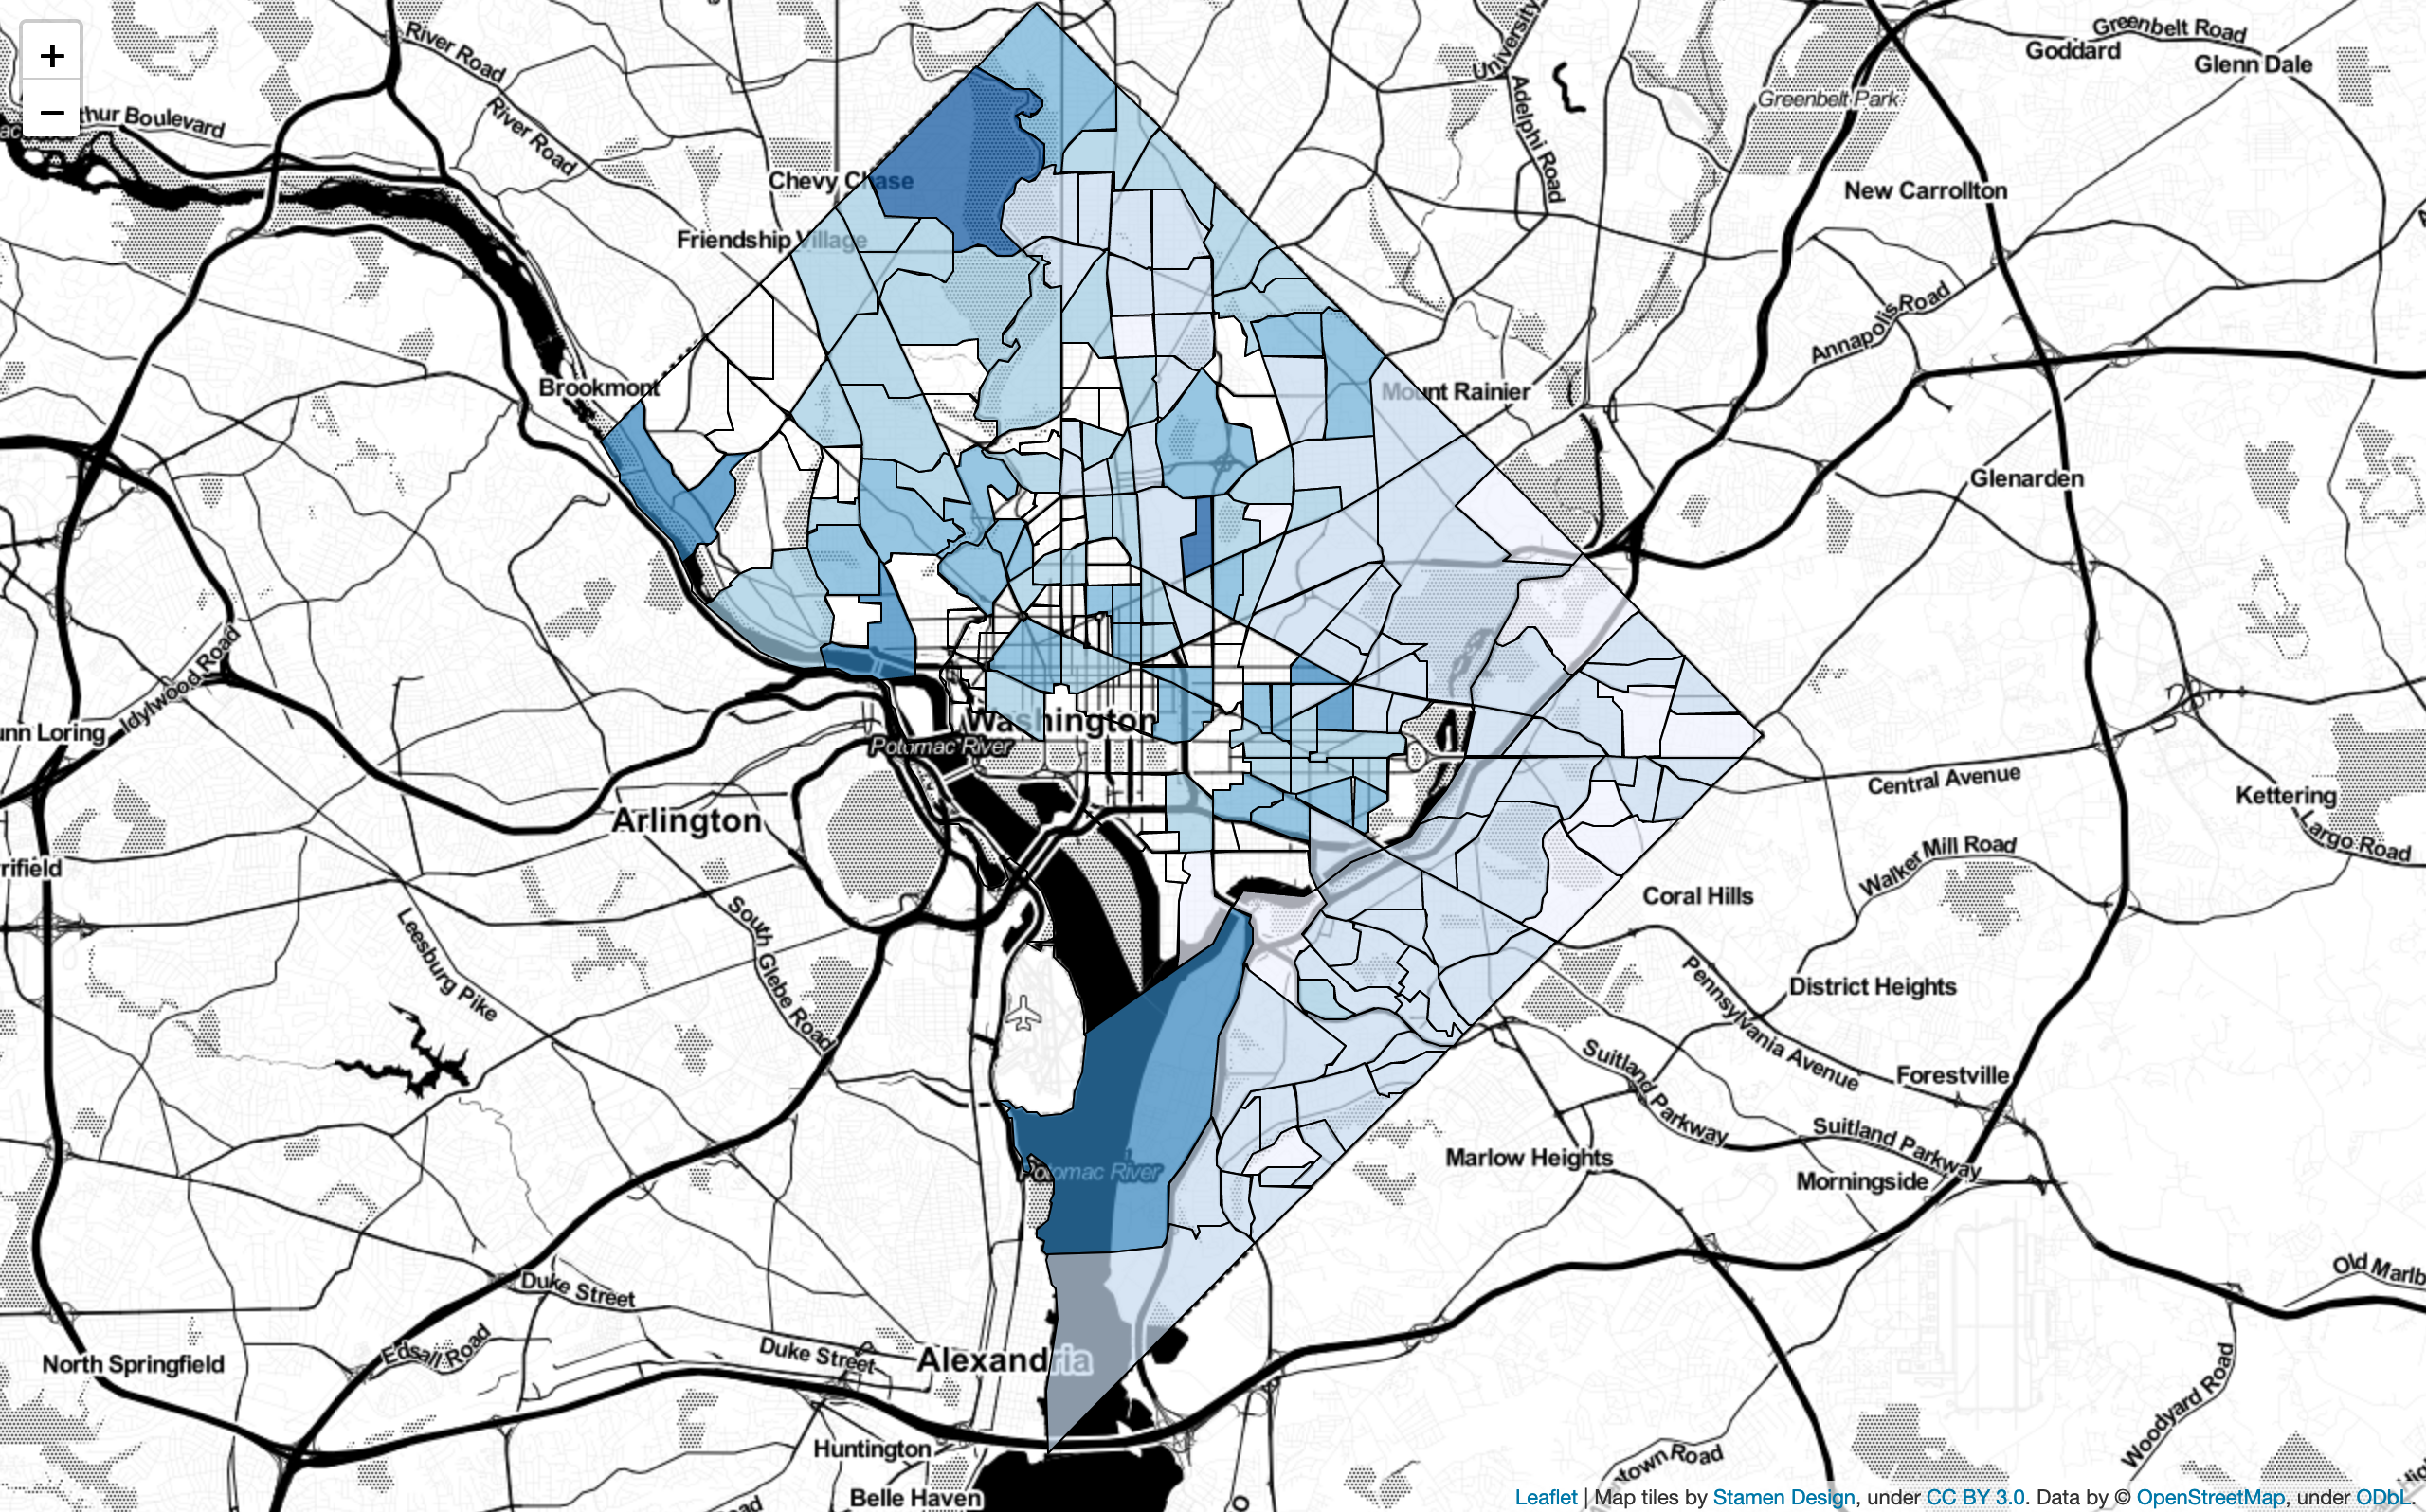 +
−
River Road
River Road
thur Boulevard
Chevy Chase
Friendship Village
Brookmont
University
Adelphi Road
Greenbelt Road
Goddard
Glenn Dale
Greenbelt Park
New Carrollton
Annapolis Road
Mount Rainier
Glenarden
Idylwood Road
unn Loring
Washington
Potomac River
Arlington
rrifield
Central Avenue
Kettering
Largo Road
Walker Mill Road
Coral Hills
Leesburg Pike
South Glebe Road
District Heights
Pennsylvania Avenue
Forestville
Suitland Parkway
Suitland Parkway
Marlow Heights
Morningside
Potomac River
Duke Street
Duke Street
Edsall Road
North Springfield
Alexandria
Old Marlb
Woodyard Road
Huntington
Belle Haven
town Road
Leaflet | Map tiles by Stamen Design, under CC BY 3.0. Data by © OpenStreetMap, under ODbL.